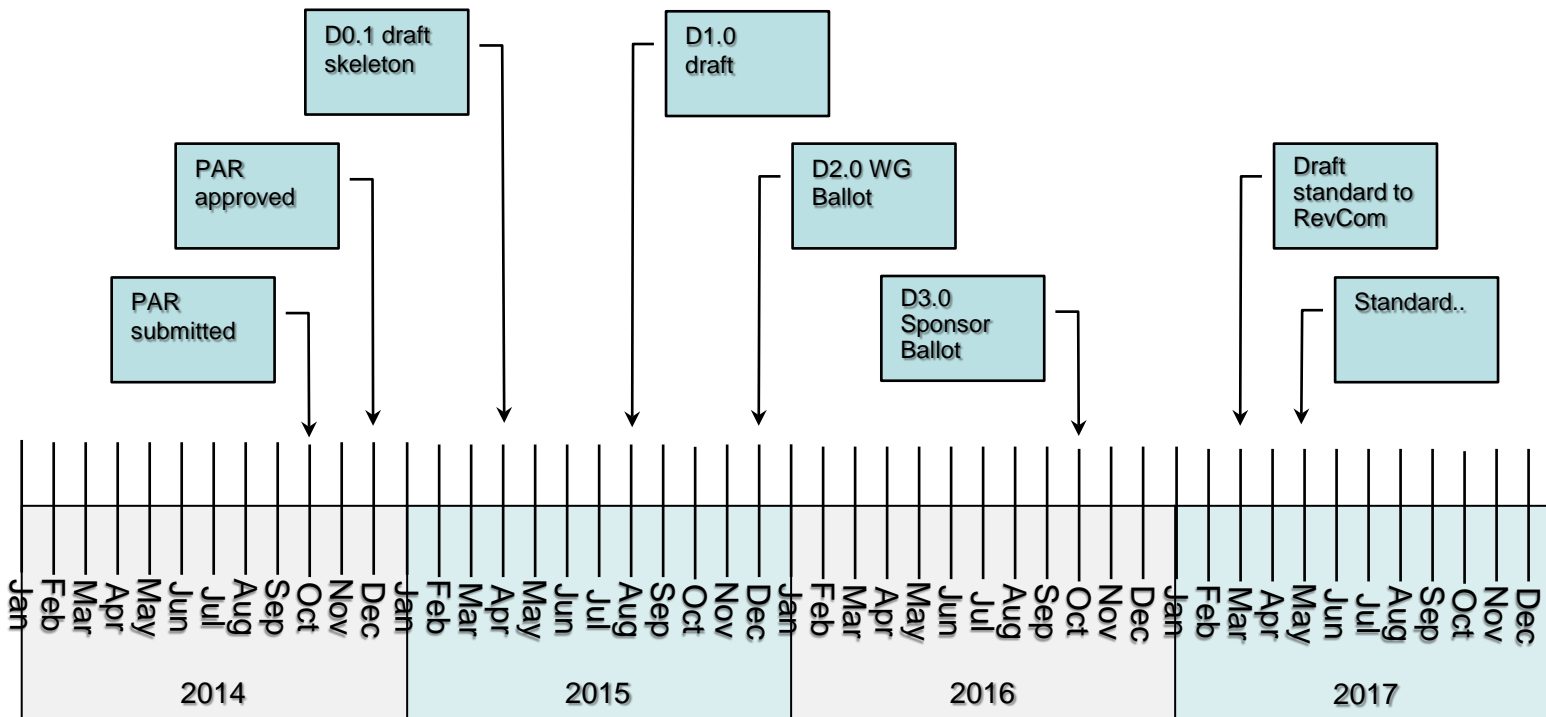 D0.1 draft
skeleton
D1.0
draft
PAR
approved
D2.0 WG
Ballot
Draft
standard to
RevCom
PAR
submitted
D3.0
Sponsor
Ballot
Standard..
Jan
Feb
Mar
Apr
May
Jun
Jul
Aug
Sep
Oct
Nov
Dec
Jan
Feb
Mar
Apr
May
Jun
Jul
Aug
Sep
Oct
Nov
Dec
Jan
Feb
Mar
Apr
May
Jun
Jul
Aug
Sep
Oct
Nov
Dec
Jan
Feb
Mar
Apr
May
Jun
Jul
Aug
Sep
Oct
Nov
Dec
2014
2015
2016
2017